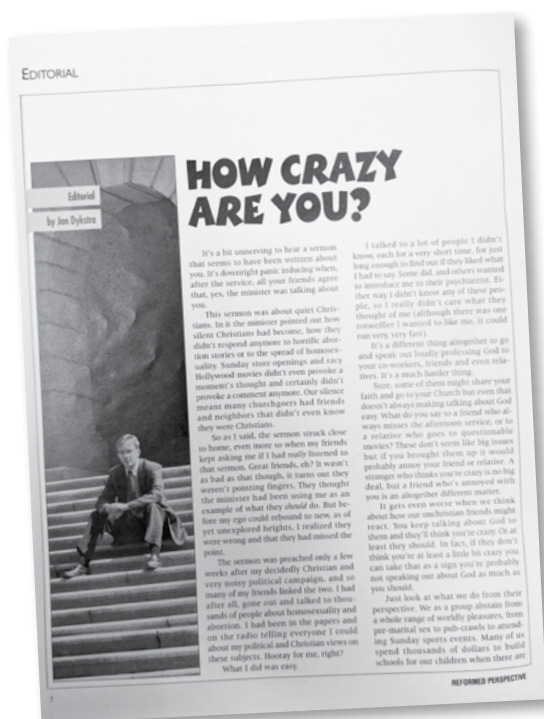 EDITORIAL
Editorial
by Jon Dykstra
HOW CRAZY
ARE YOU?
It's a bit unnerving to hear a sermon
that seems to have been written about
you. It's downright panic inducing when,
after the service, all your friends agree
that, yes, the minister was talking about
you.
This sermon was about quiet Chris-
tians. In it the minister pointed out how
silent Christians had become, how they
didn't respond anymore to horrific abor-
tion stories or to the spread of homosex-
uality. Sunday store openings and racy
Hollywood movies didn't even provoke a
moment's thought and certainly didn't
provoke a comment anymore. Our silence
meant many churchgoers had friends
and neighbors that didn't even know
they were Christians.
So as I said, the sermon struck close
to home, even more so when my friends
kept asking me if I had really listened to
that sermon. Great friends, eh? It wasn't
as bad as that though, it turns out they
weren't pointing fingers. They thought
the minister had been using me as an
example of what they should do. But be-
fore my ego could rebound to new, as of
yet unexplored heights, I realized they
were wrong and that they had missed the
point.
The sermon was preached only a few
weeks after my decidedly Christian and
very noisy political campaign, and so
many of my friends linked the two. I had
after all, gone out and talked to thou-
sands of people about homosexuality and
abortion. I had been in the papers and
on the radio telling everyone I could
about my political and Christian views on
these subjects. Hooray for me, right?
What I did was easy.
I talked to a lot of people I didn't
know, each for a very short time, for just
long enough to find out if they liked what
I had to say. Some did, and others wanted
to introduce me to their psychiatrist. Ei-
ther way I didn't know any of these peo-
ple, so I really didn't care what they
thought of me (although there was one
rotweiler I wanted to like me, it could
run very, very fast).
It's a different thing altogether to go
and speak out loudly professing God to
your co-workers, friends and even rela-
tives. It's a much harder thing.
Sure, some of them might share your
faith and go to your Church but even that
doesn't always making talking about God
easy. What do you say to a friend who al-
ways misses the afternoon service, or to
a relative who goes to questionable
movies? These don't seem like big issues
but if you brought them up it would
probably annoy your friend or relative. A
stranger who thinks you're crazy is no big
deal, but a friend who's annoyed with
you is an altogether different matter.
It gets even worse when we think
about how our unchristian friends might
react. You keep talking about God to
them and they'll think you're crazy. Or at
least they should. In fact, if they don't
think you're at least a little bit crazy you
can take that as a sign you're probably
not speaking out about God as much as
you should.
Just look at what we do from their
perspective. We as a group abstain from
a whole range of worldly pleasures, from
pre-marital sex to pub-crawls to attend-
ing Sunday sports events. Many of us
spend thousands of dollars to build
schools for our children when there are
REFORMED PERSPECTIVE